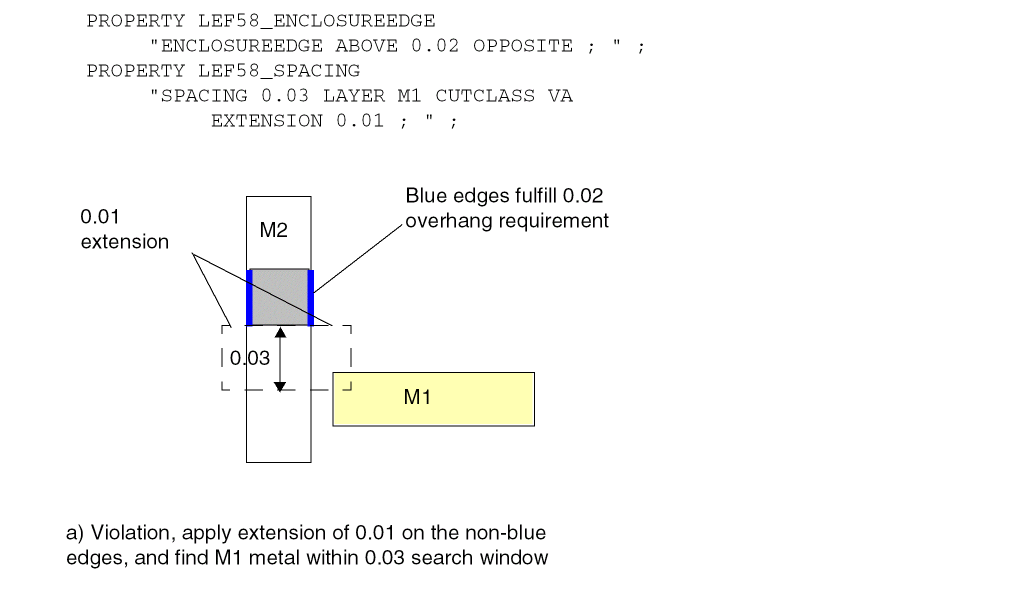 PROPERTY LEF58_ENCLOSUREEDGE
"ENCLOSUREEDGE ABOVE 0.02 OPPOSITE ; " ;
PROPERTY LEF58_SPACING
"SPACING 0.03 LAYER M1 CUTCLASS VA
EXTENSION 0.01 ; " ;
Blue edges fulfill 0.02
overhang requirement
0.01
extension
M2
0.03
M1
a) Violation, apply extension of 0.01 on the non-blue
edges, and find M1 metal within 0.03 search window